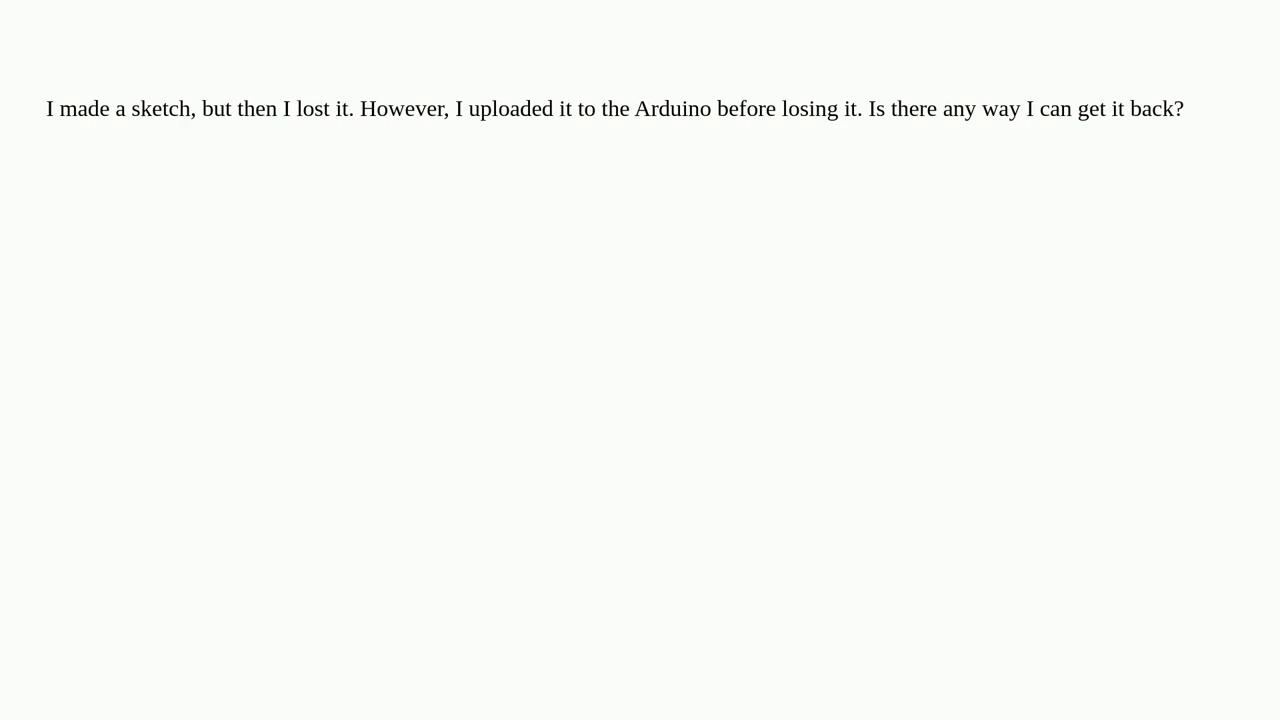 I made a sketch, but then I lost it. However, I uploaded it to the Arduino before losing it. Is there any way I can get it back?